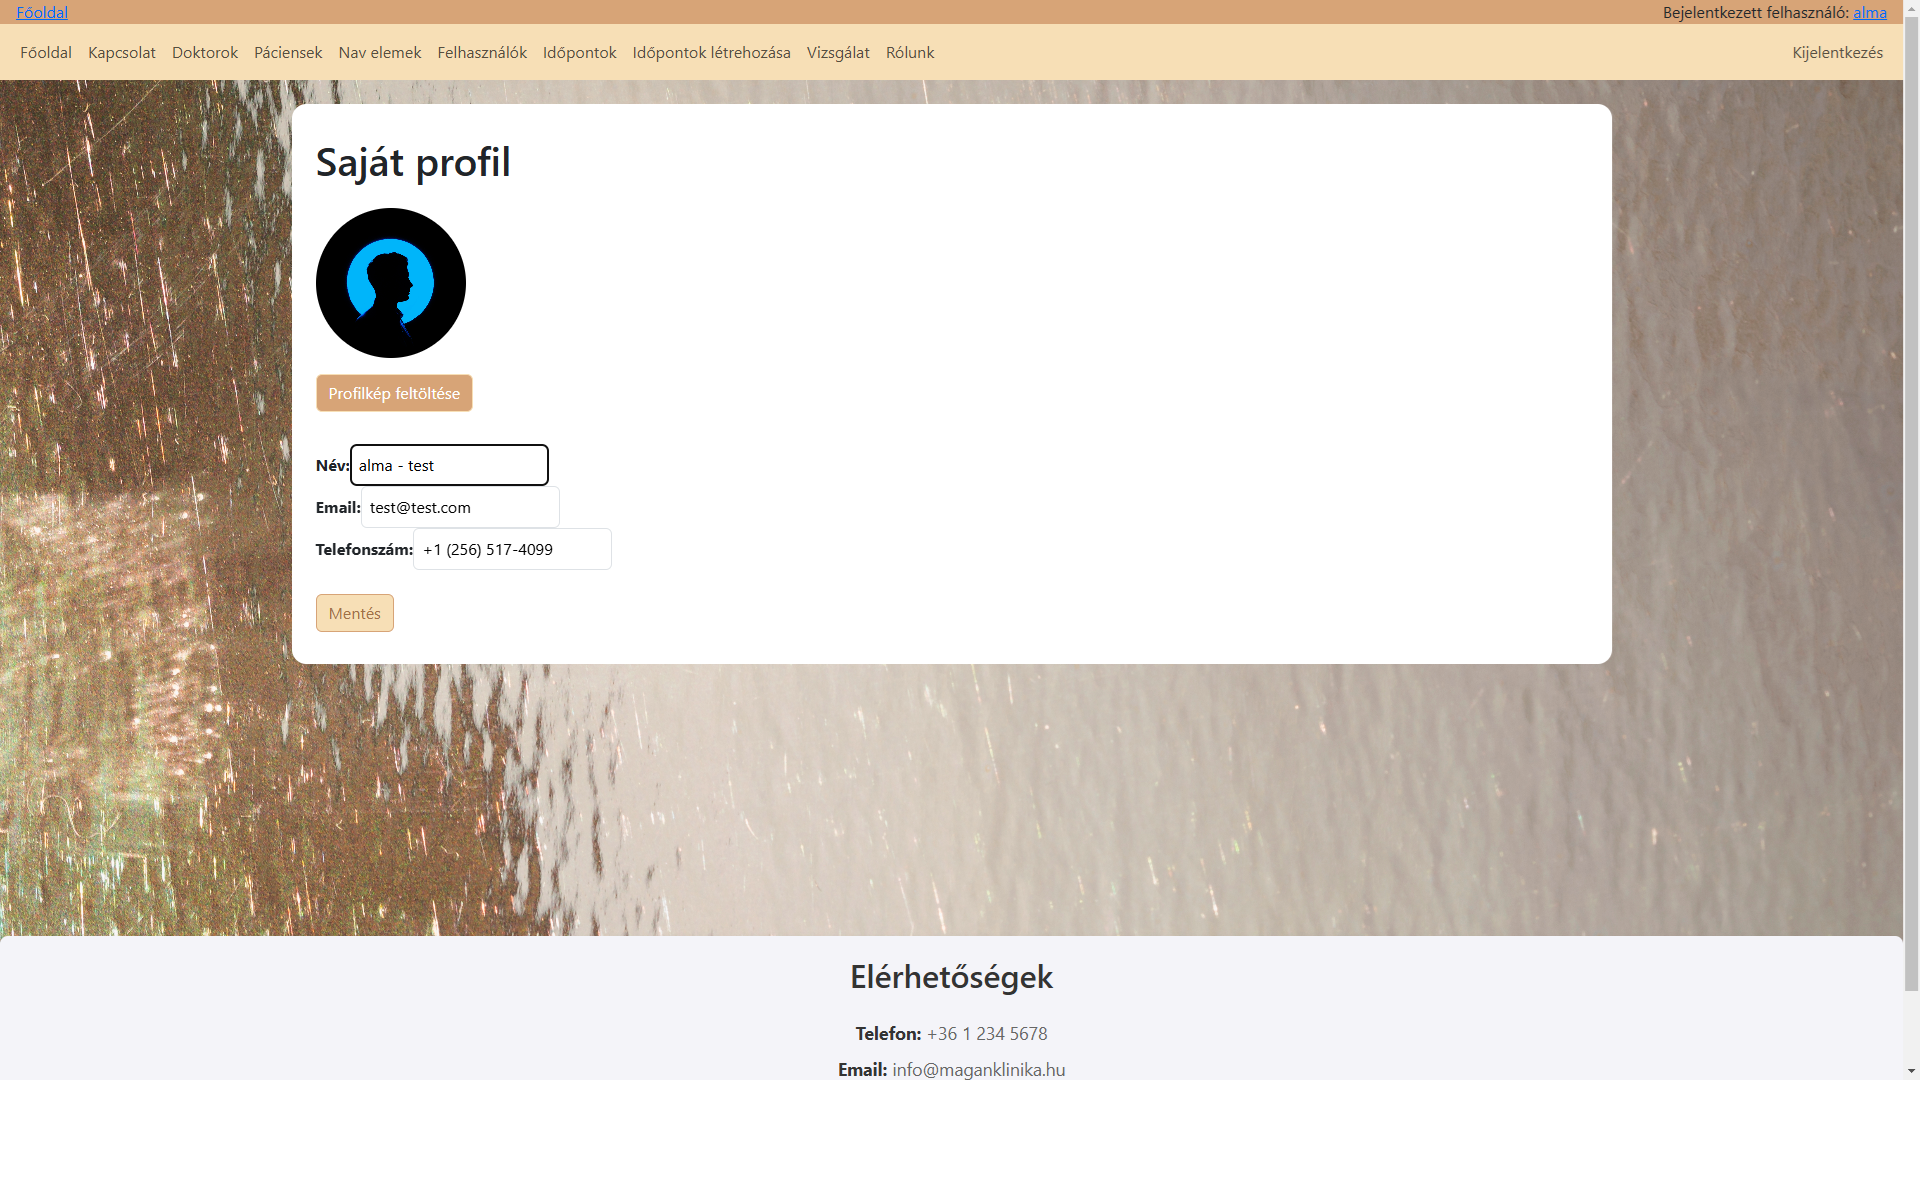 Főoldal
Bejelentkezett felhasználó: alma
Főoldal Kapcsolat Doktorok Páciensek Nav elemek Felhasználók Időpontok Időpontok létrehozása Vizsgálat Rólunk Kijelentkezés
Saját profil
Profilkép feltöltése
Név: alma - test
Email: test@test.com
Telefonszám: +1 (256) 517-4099
Mentés
Elérhetőségek
Telefon: +36 1 234 5678
Email: info@maganklinika.hu